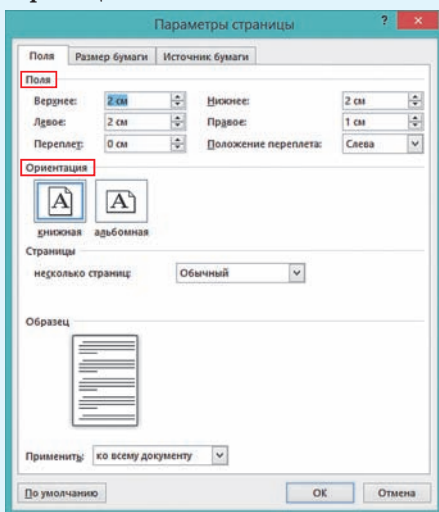 Параметры страницы ?
Поля Размер бумаги Источник бумаги
Поля
Верхнее: 2 см Нижнее: 2 см
Левое: 2 см Правое: 1 см
Переплет: 0 см Положение переплета: Слева
Ориентация
A A
книжная альбомная
Страницы
несколько страниц: Обычный
Образец
Применить: ко всему документу
По умолчанию ОК Отмена